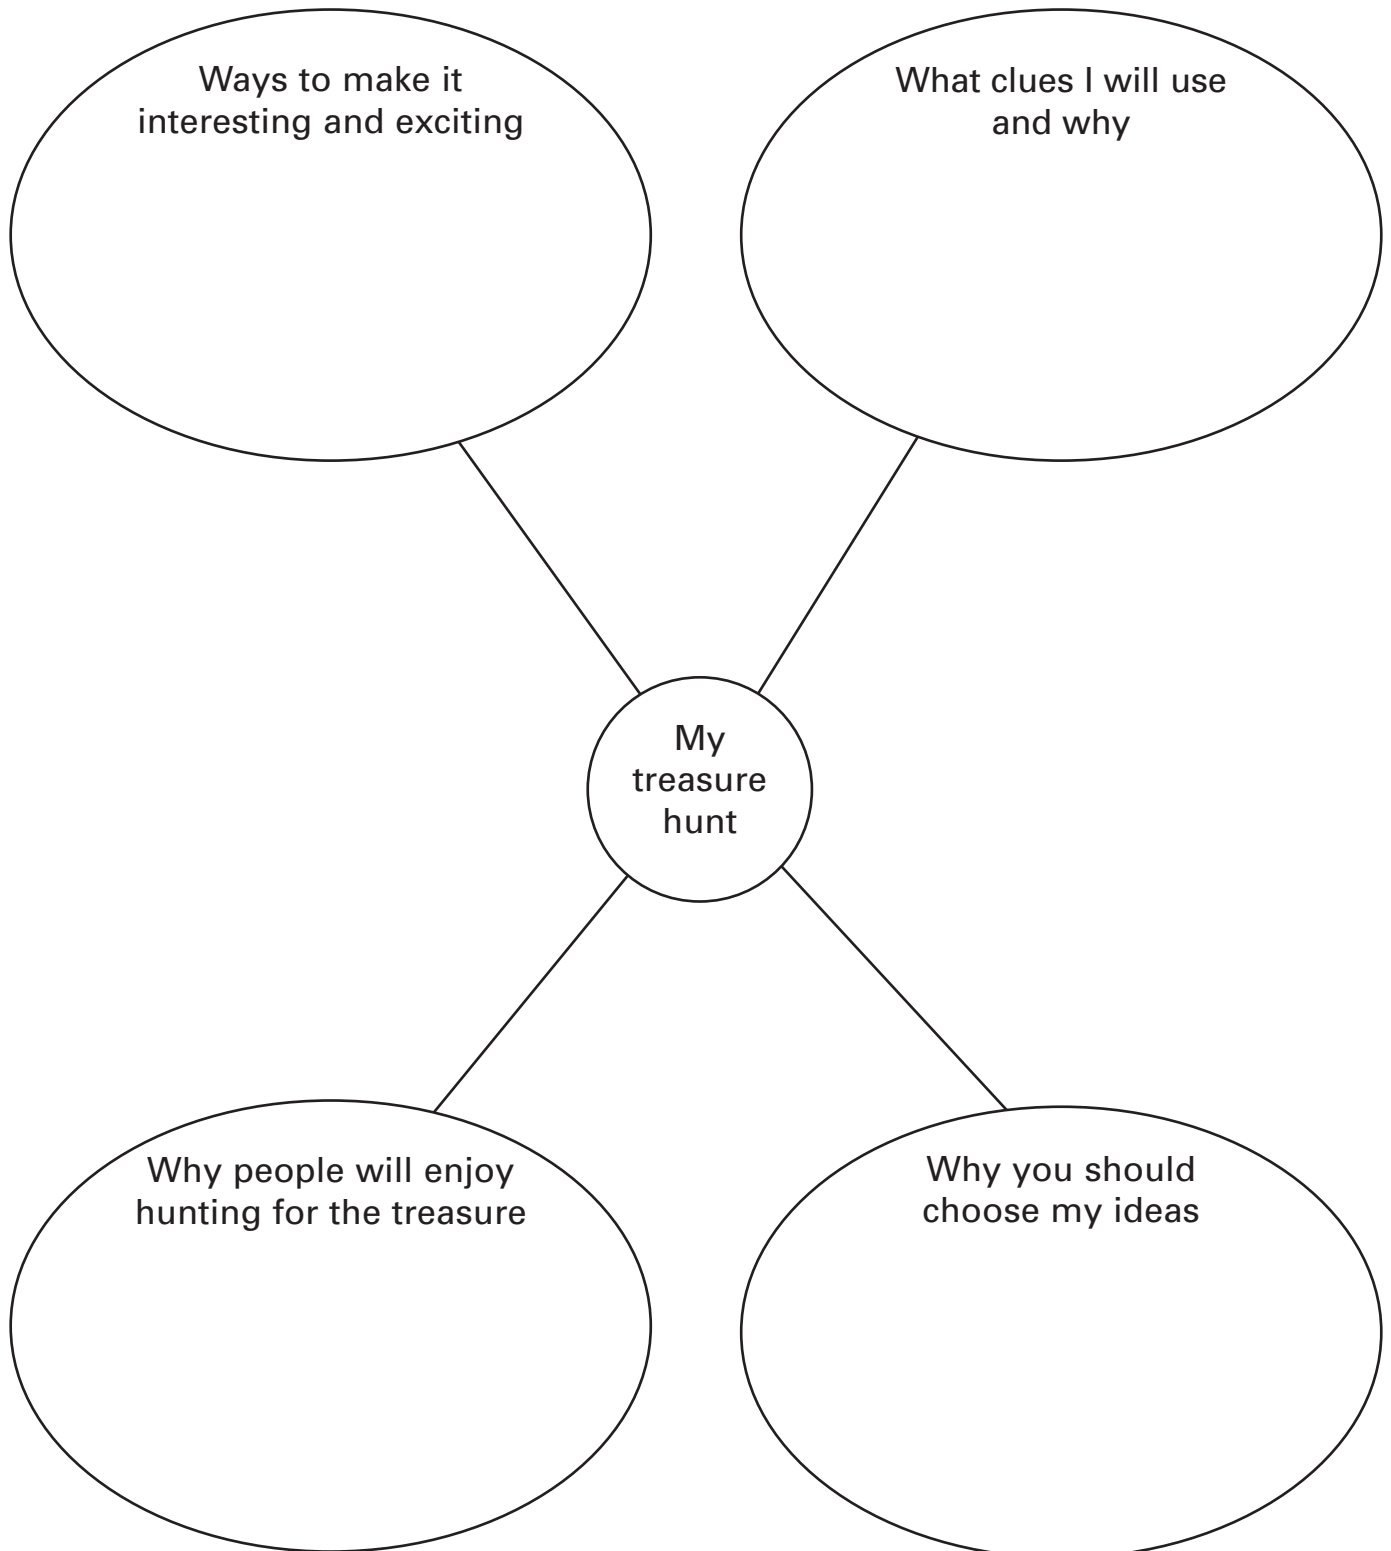 Ways to make it
interesting and exciting
What clues I will use
and why
My
treasure
hunt
Why people will enjoy
hunting for the treasure
Why you should
choose my ideas